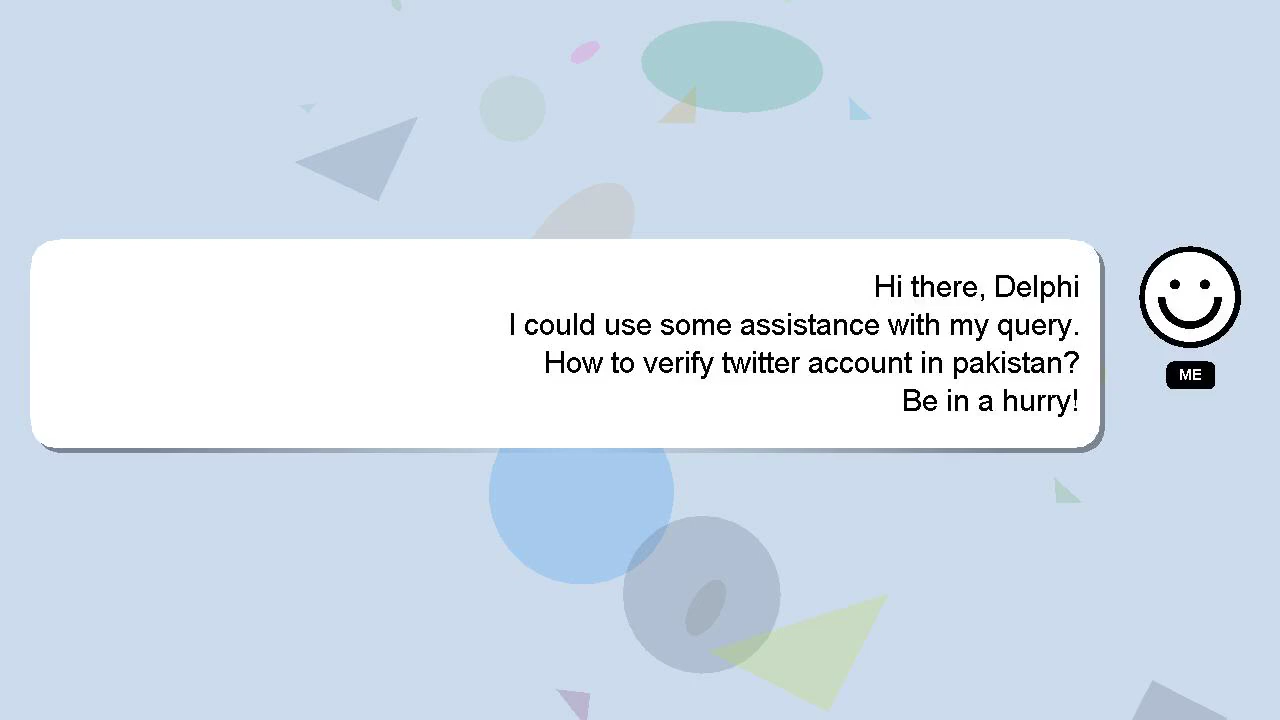 Hi there, Delphi
I could use some assistance with my query.
How to verify twitter account in pakistan?
Be in a hurry!
ME